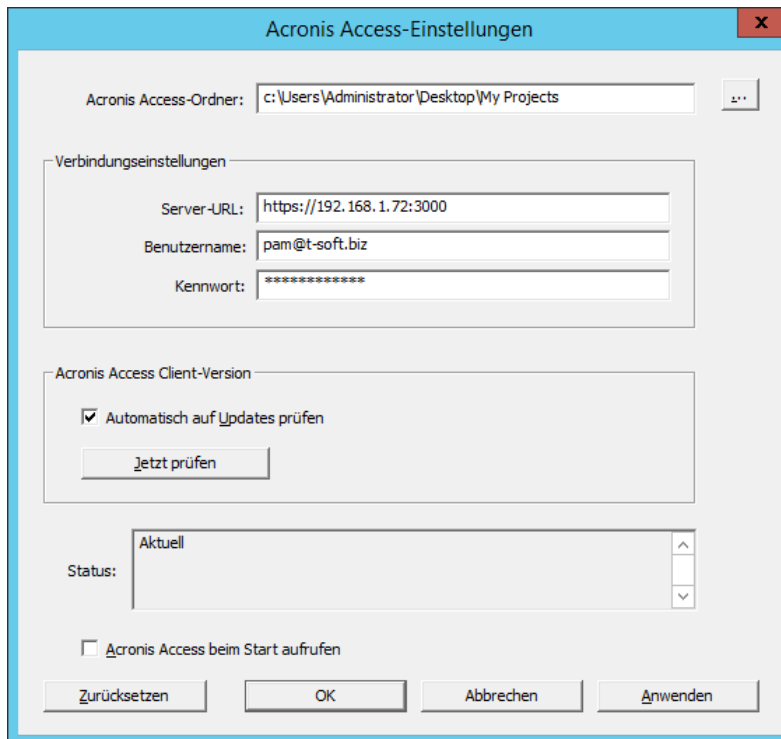 Acronis Access-Einstellungen
x
Acronis Access-Ordner: c:\Users\Administrator\Desktop\My Projects ...
Verbindungseinstellungen
Server-URL: https://192.168.1.72:3000
Benutzername: pam@t-soft.biz
Kennwort: ************
Acronis Access Client-Version
Automatisch auf Updates prüfen
Jetzt prüfen
Status: Aktuell
Acronis Access beim Start aufrufen
Zurücksetzen OK Abbrechen Anwenden